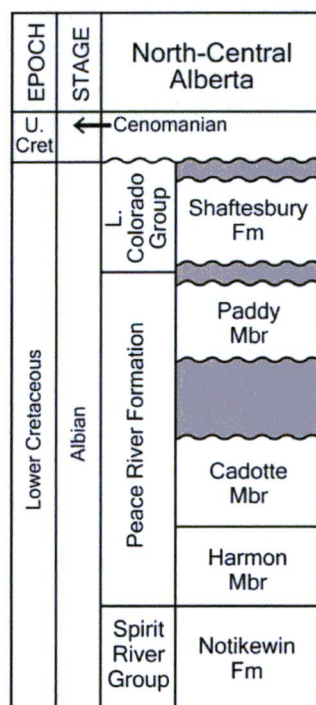 EPOCH
STAGE
North-Central
Alberta
U.
Cret
Cenomanian
Lower Cretaceous
Albian
L.
Colorado
Group
Shaftesbury
Fm
Peace River Formation
Paddy
Mbr
Cadotte
Mbr
Harmon
Mbr
Spirit
River
Group
Notikewin
Fm